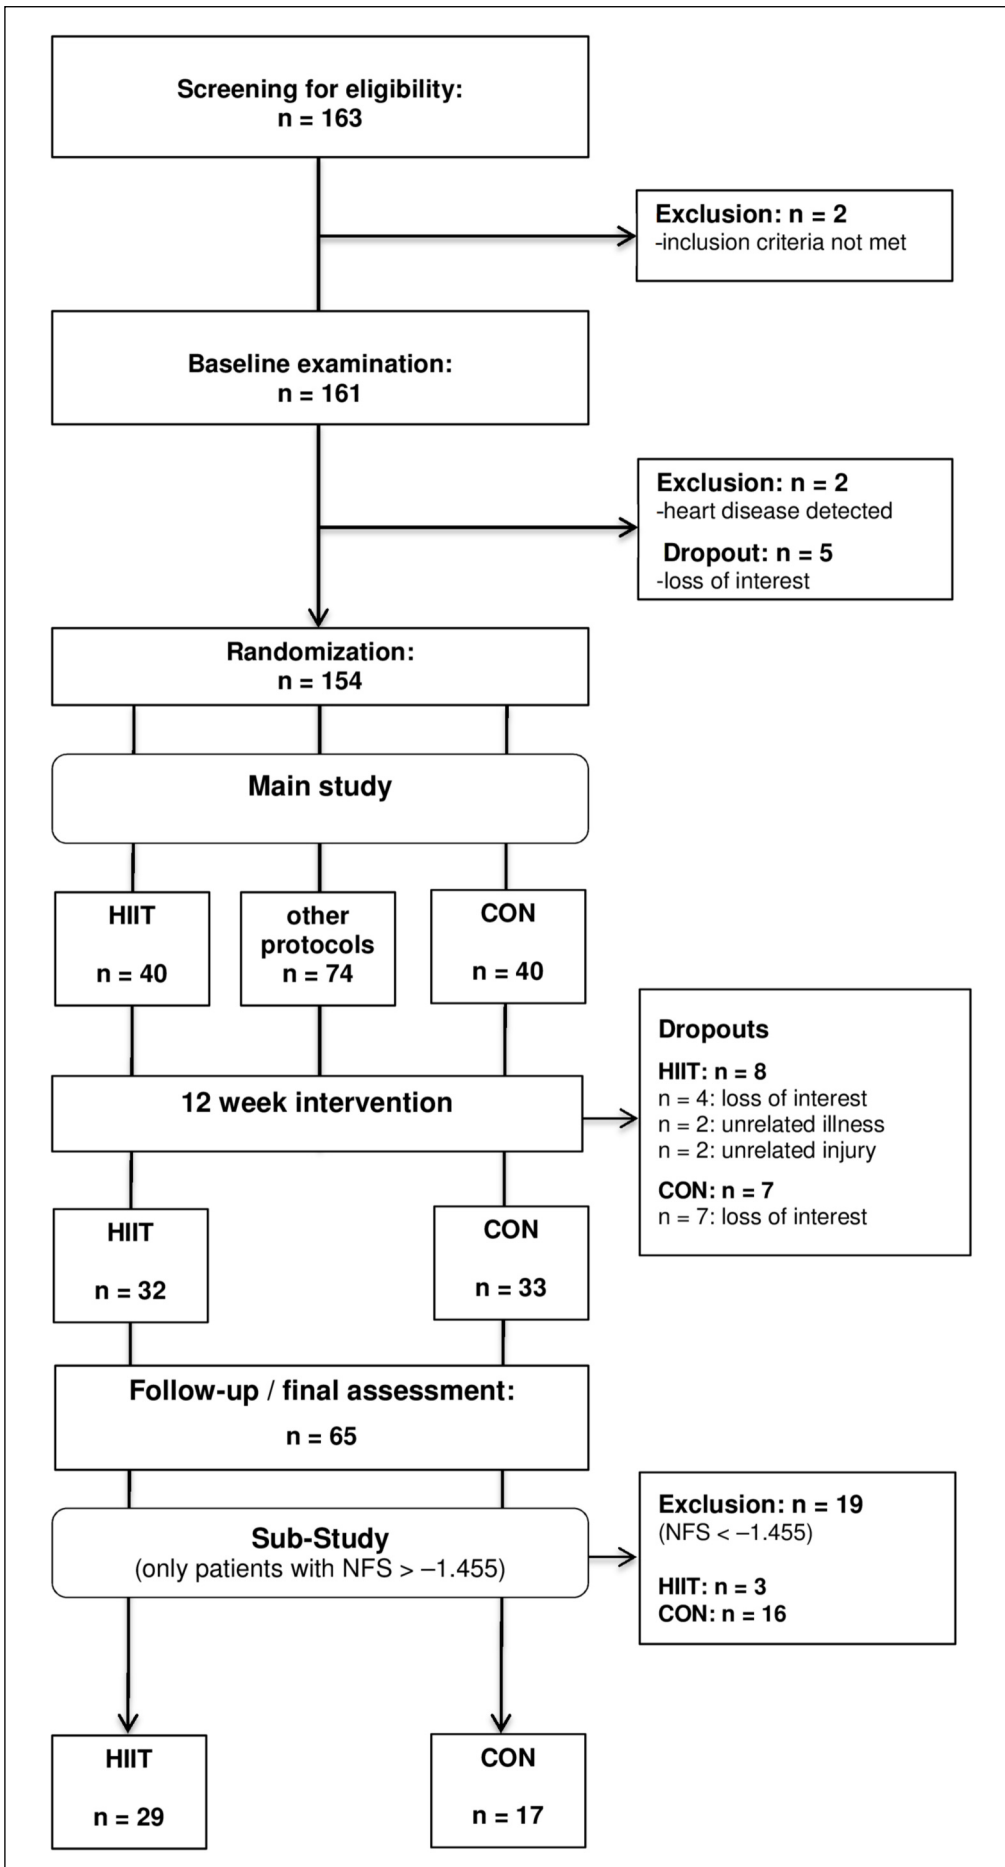 Screening for eligibility:
n = 163
Exclusion: n = 2
-inclusion criteria not met
Baseline examination:
n = 161
Exclusion: n = 2
-heart disease detected
Dropout: n = 5
-loss of interest
Randomization:
n = 154
Main study
HIIT
n = 40
other
protocols
n = 74
CON
n = 40
12 week intervention
Dropouts
HIIT: n = 8
n = 4: loss of interest
n = 2: unrelated illness
n = 2: unrelated injury
CON: n = 7
n = 7: loss of interest
HIIT
n = 32
CON
n = 33
Follow-up / final assessment:
n = 65
Sub-Study
(only patients with NFS > –1.455)
Exclusion: n = 19
(NFS < –1.455)
HIIT: n = 3
CON: n = 16
HIIT
n = 29
CON
n = 17